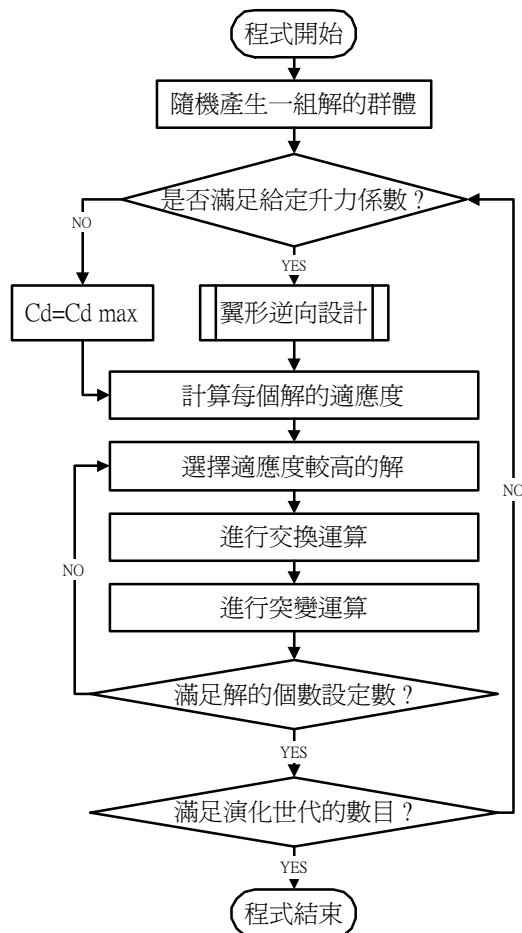 程式開始
隨機產生一組解的群體
是否滿足給定升力係數？
NO
YES
Cd=Cd max
翼形逆向設計
計算每個解的適應度
選擇適應度較高的解
NO
進行交換運算
NO
進行突變運算
滿足解的個數設定數？
YES
滿足演化世代的數目？
YES
程式結束